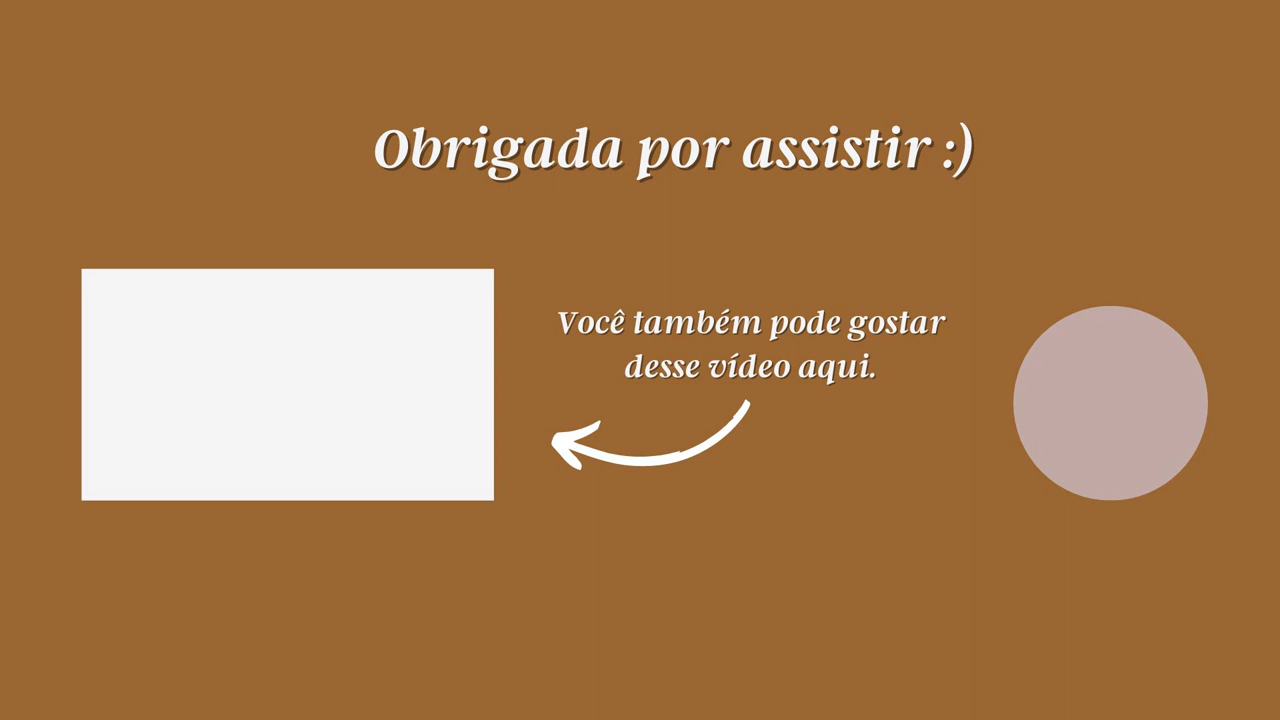 Obrigada por assistir :)
Você também pode gostar
desse vídeo aqui.